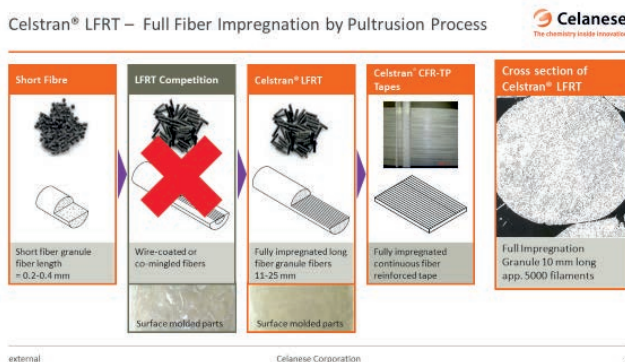 Celstran® LFRT – Full Fiber Impregnation by Pultrusion Process
Celanese
The chemistry inside innovation
Short Fibre
Short fiber granule
fiber length
= 0.2-0.4 mm
LFRT Competition
Wire-coated or
co-mingled fibers
Surface molded parts
Celstran® LFRT
Fully impregnated long
fiber granule fibers
11-25 mm
Surface molded parts
Celstran® CFR-TP
Tapes
Fully impregnated
continuous fiber
reinforced tape
Cross section of
Celstran® LFRT
Full Impregnation
Granule 10 mm long
app. 5000 filaments
external
Celanese Corporation